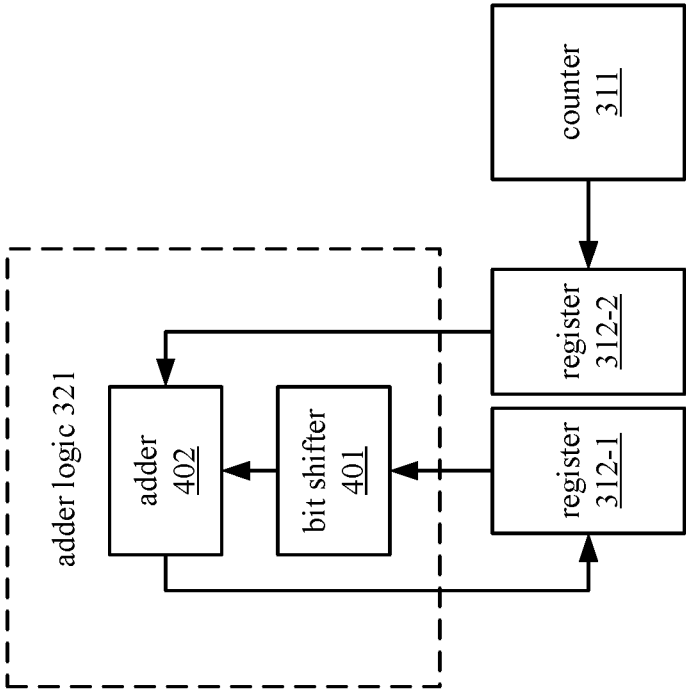 adder logic 321
adder
402
bit shifter
401
register
312-1
register
312-2
counter
311